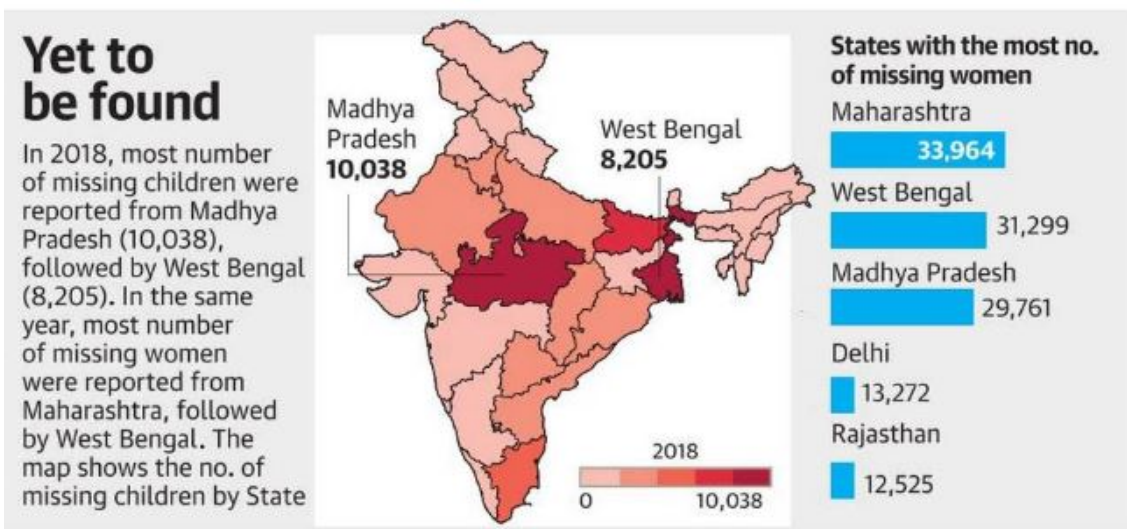 Yet to
be found
In 2018, most number
of missing children were
reported from Madhya
Pradesh (10,038),
followed by West Bengal
(8,205). In the same
year, most number
of missing women
were reported from
Maharashtra, followed
by West Bengal. The
map shows the no. of
missing children by State
Madhya
Pradesh
10,038
West Bengal
8,205
2018
0
10,038
States with the most no.
of missing women
Maharashtra
33,964
West Bengal
31,299
Madhya Pradesh
29,761
Delhi
13,272
Rajasthan
12,525